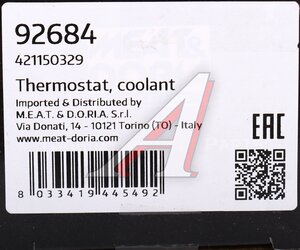 92684
421150329
Thermostat, coolant
Imported & Distributed by
M.E.A.T. & D.O.R.I.A. S.r.l.
Via Donati, 14 - 10121 Torino (TO) - Italy
www.meat-doria.com
EAC
8 033419 445492